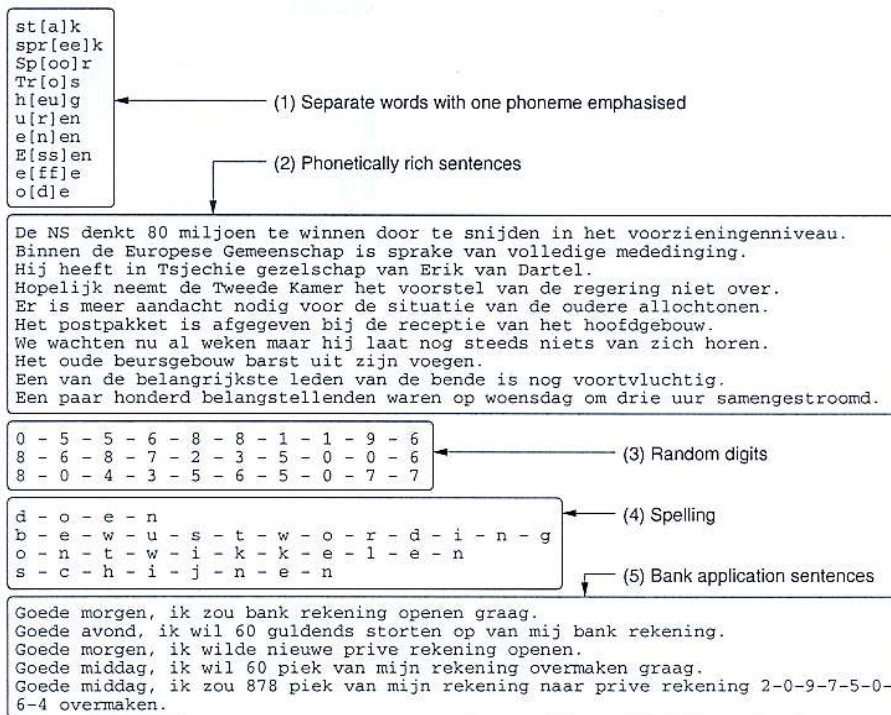 st[a]k
spr[ee]k
Sp[oo]r
Tr[o]s
h[eu]g
u[r]en
e[n]en
E[ss]en
e[ff]e
o[d]e
(1) Separate words with one phoneme emphasised
(2) Phonetically rich sentences
De NS denkt 80 miljoen te winnen door te snijden in het voorzieningenniveau.
Binnen de Europese Gemeenschap is sprake van volledige mededinging.
Hij heeft in Tsjechie gezelschap van Erik van Dartel.
Hopelijk neemt de Tweede Kamer het voorstel van de regering niet over.
Er is meer aandacht nodig voor de situatie van de oudere allochtonen.
Het postpakket is afgegeven bij de receptie van het hoofdgebouw.
We wachten nu al weken maar hij laat nog steeds niets van zich horen.
Het oude beursgebouw barst uit zijn voegen.
Een van de belangrijkste leden van de bende is nog voortvluchtig.
Een paar honderd belangstellenden waren op woensdag om drie uur samengestroomd.
0 - 5 - 5 - 6 - 8 - 8 - 1 - 1 - 9 - 6
8 - 6 - 8 - 7 - 2 - 3 - 5 - 0 - 0 - 6
8 - 0 - 4 - 3 - 5 - 6 - 5 - 0 - 7 - 7
(3) Random digits
d - o - e - n
b - e - w - u - s - t - w - o - r - d - i - n - g
o - n - t - w - i - k - k - e - l - e - n
s - c - h - i - j - n - e - n
(4) Spelling
(5) Bank application sentences
Goede morgen, ik zou bank rekening openen graag.
Goede avond, ik wil 60 guldends storten op van mij bank rekening.
Goede morgen, ik wilde nieuwe prive rekening openen.
Goede middag, ik wil 60 piek van mijn rekening overmaken graag.
Goede middag, ik zou 878 piek van mijn rekening naar prive rekening 2-0-9-7-5-0-
6-4 overmaken.